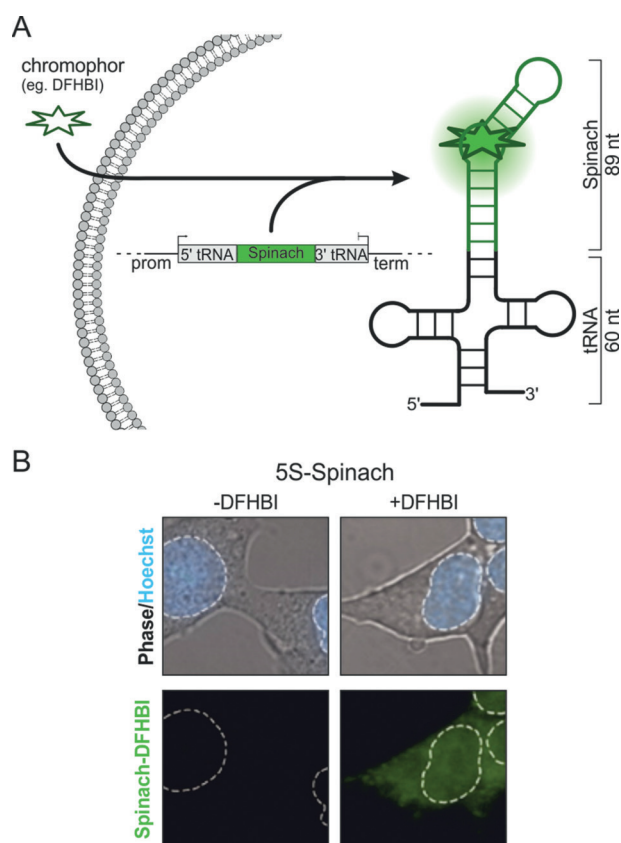 A
chromophor
(eg. DFHBI)
prom
5' tRNA
Spinach
3' tRNA
term
Spinach
89 nt
tRNA
60 nt
5'
3'
B
5S-Spinach
-DFHBI
+DFHBI
Phase/Hoechst
Spinach-DFHBI